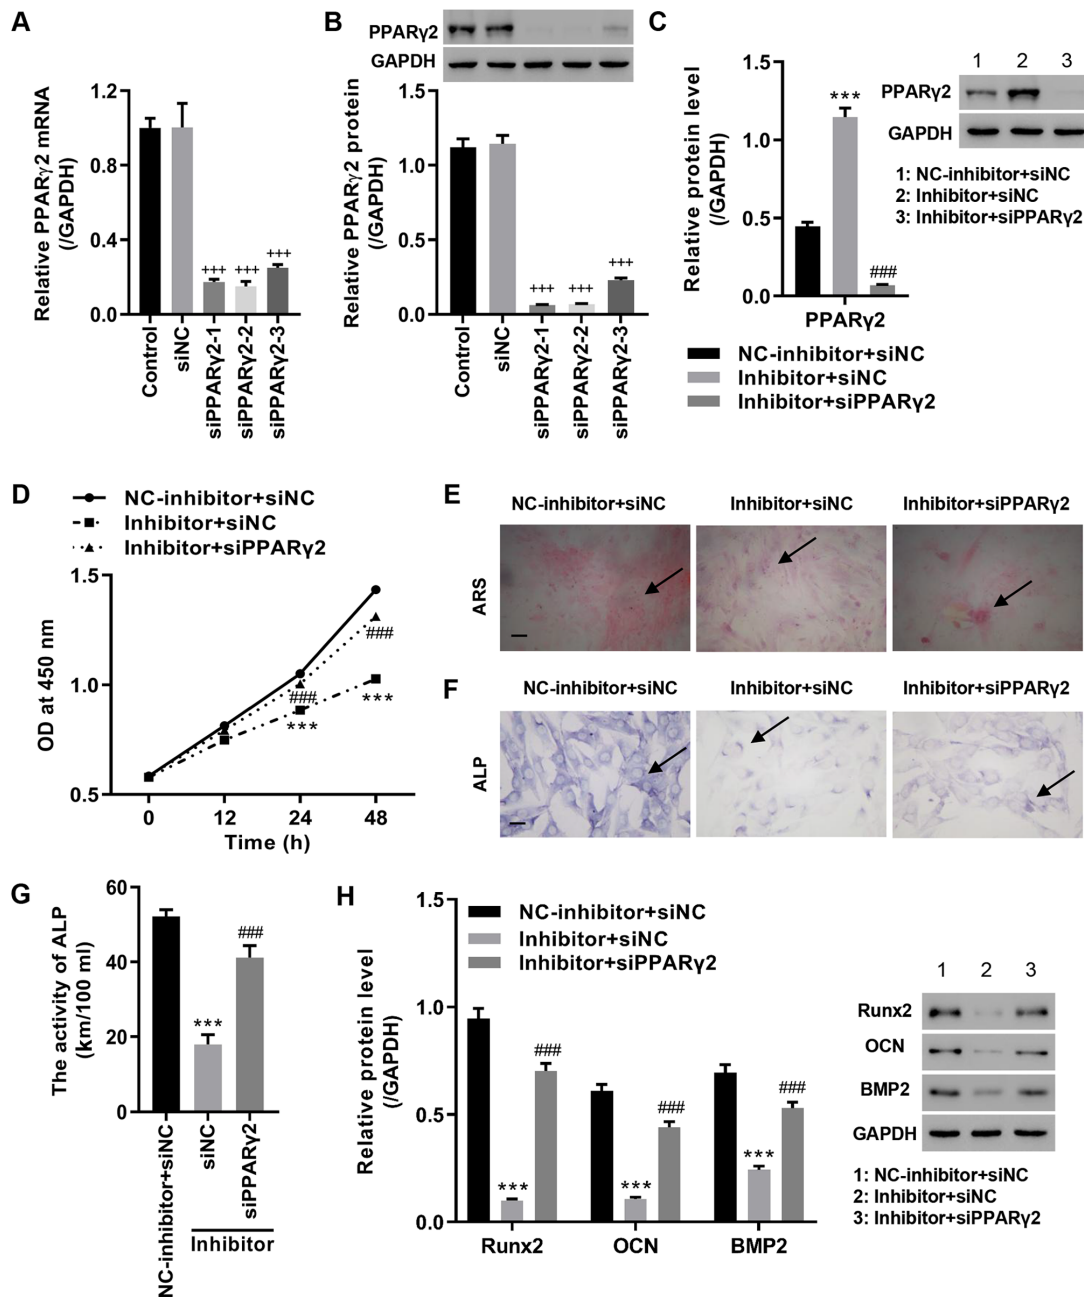 A
Relative PPARγ2 mRNA
(/GAPDH)
1.2
0.8
0.4
0.0
+++
+++
+++
Control
siNC
siPPARγ2-1
siPPARγ2-2
siPPARγ2-3
B
PPARγ2
GAPDH
Relative PPARγ2 protein
(/GAPDH)
1.5
1.0
0.5
0.0
+++
+++
+++
Control
siNC
siPPARγ2-1
siPPARγ2-2
siPPARγ2-3
C
Relative protein level
(/GAPDH)
1.5
1.0
0.5
0.0
***
###
PPARγ2
1 2 3
PPARγ2
GAPDH
1: NC-inhibitor+siNC
2: Inhibitor+siNC
3: Inhibitor+siPPARγ2
NC-inhibitor+siNC
Inhibitor+siNC
Inhibitor+siPPARγ2
D
NC-inhibitor+siNC
Inhibitor+siNC
Inhibitor+siPPARγ2
OD at 450 nm
1.5
1.0
0.5
###
***
###
***
0 12 24 48
Time (h)
E
NC-inhibitor+siNC
Inhibitor+siNC
Inhibitor+siPPARγ2
ARS
F
NC-inhibitor+siNC
Inhibitor+siNC
Inhibitor+siPPARγ2
ALP
G
The activity of ALP
(km/100 ml)
60
40
20
0
***
###
NC-inhibitor+siNC
siNC
siPPARγ2
Inhibitor
H
NC-inhibitor+siNC
Inhibitor+siNC
Inhibitor+siPPARγ2
Relative protein level
(/GAPDH)
1.5
1.0
0.5
0.0
***
###
***
###
***
###
Runx2 OCN BMP2
1 2 3
Runx2
OCN
BMP2
GAPDH
1: NC-inhibitor+siNC
2: Inhibitor+siNC
3: Inhibitor+siPPARγ2